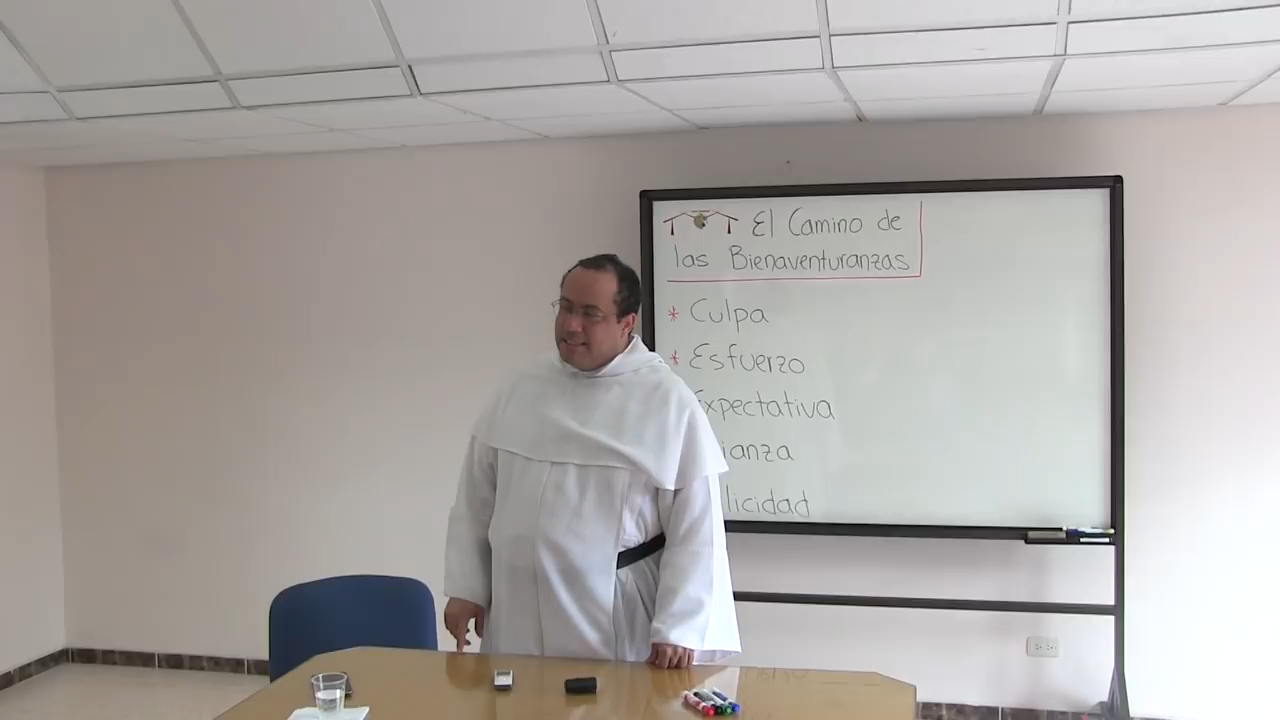 El Camino de
las Bienaventuranzas
* Culpa
* Esfuerzo
Expectativa
ianza
licidad